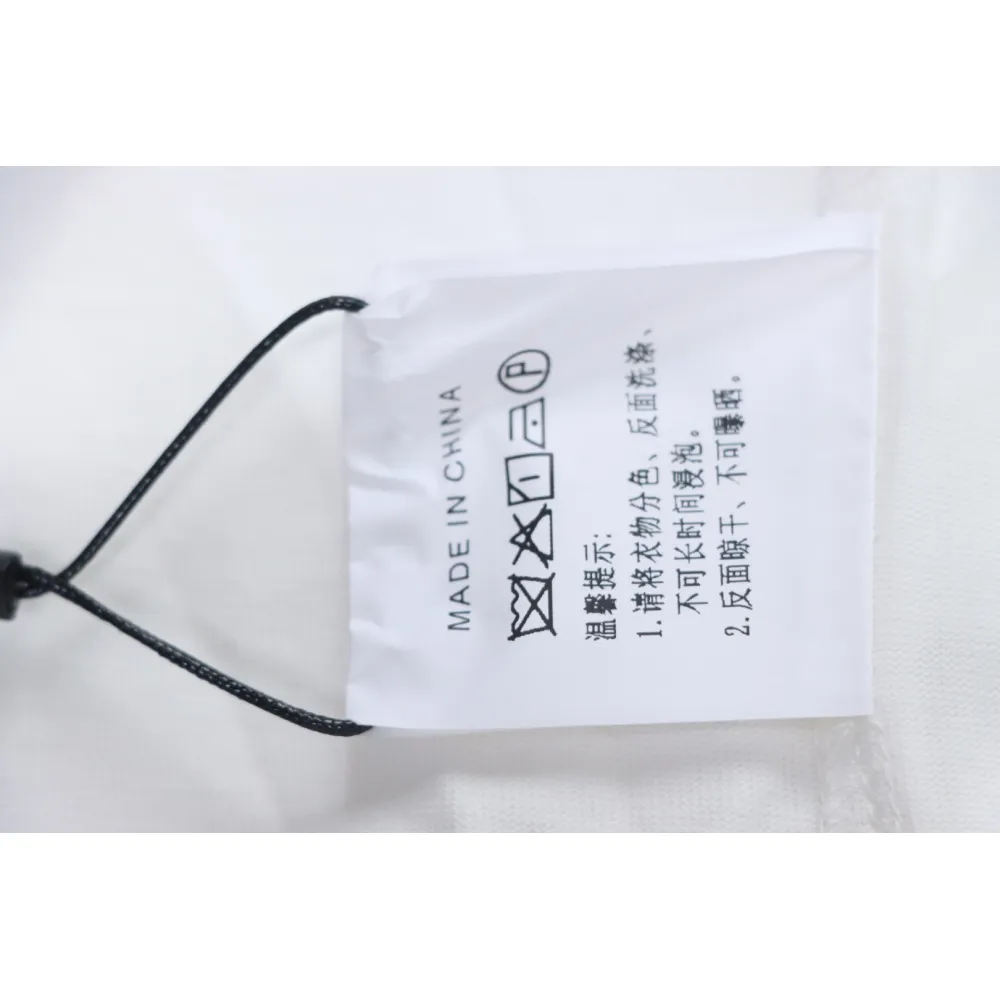 MADE IN CHINA
温馨提示:
1.请将衣物分色、反面洗涤、
不可长时间浸泡。
2.反面晾干、不可曝晒。